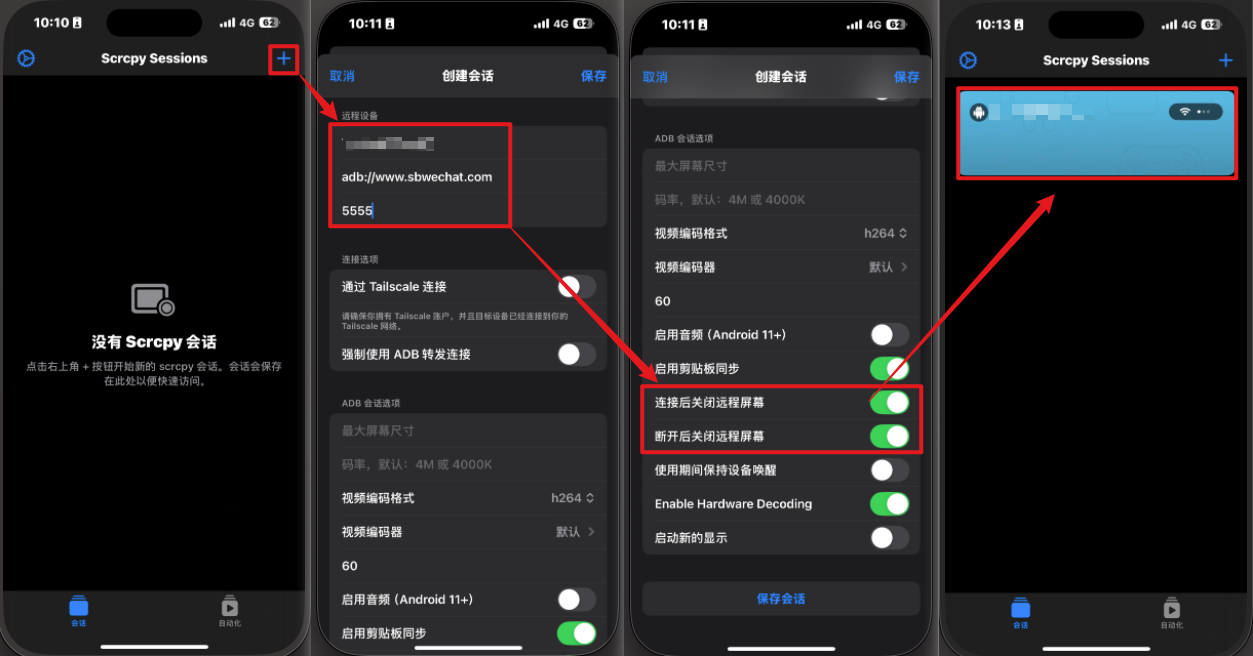 10:10
4G 62
Scrcpy Sessions
没有 Scrcpy 会话
点击右上角 + 按钮开始新的 scrcpy 会话。会话会保存
在此处以便快速访问。
会话
自动化
10:11
4G 62
取消
创建会话
保存
远程设备
adb://www.sbwechat.com
5555
连接选项
通过 Tailscale 连接
请确保你拥有 Tailscale 账户，并且目标设备已经连接到你的
Tailscale 网络。
强制使用 ADB 转发连接
ADB 会话选项
最大屏幕尺寸
码率，默认：4M 或 4000K
视频编码格式
h264
视频编码器
默认
60
启用音频 (Android 11+)
启用剪贴板同步
10:11
4G 62
取消
创建会话
保存
ADB 会话选项
最大屏幕尺寸
码率，默认：4M 或 4000K
视频编码格式
h264
视频编码器
默认
60
启用音频 (Android 11+)
启用剪贴板同步
连接后关闭远程屏幕
断开后关闭远程屏幕
使用期间保持设备唤醒
Enable Hardware Decoding
启动新的显示
保存会话
10:13
4G 62
Scrcpy Sessions
会话
自动化